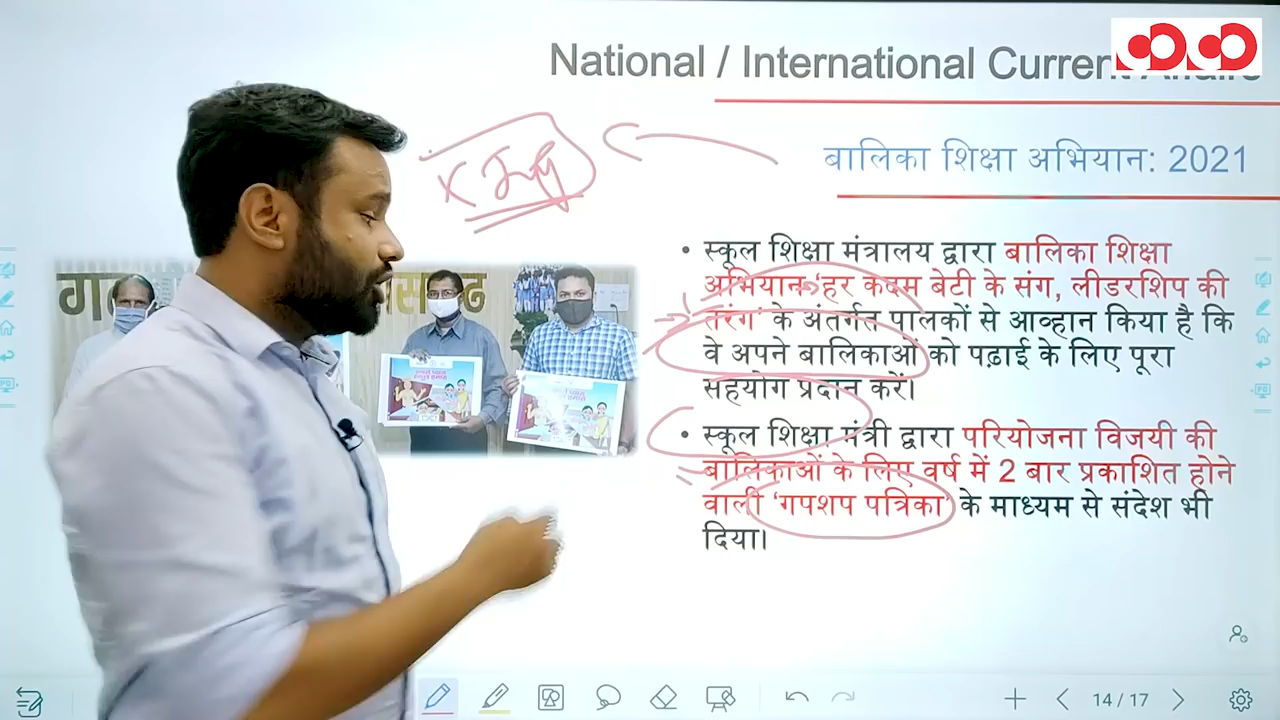 National / International Current Affairs
बालिका शिक्षा अभियान: 2021
• स्कूल शिक्षा मंत्रालय द्वारा बालिका शिक्षा
अभियान 'हर कदम बेटी के संग, लीडरशिप की
तरंग' के अंतर्गत पालकों से आव्हान किया है कि
वे अपने बालिकाओं को पढ़ाई के लिए पूरा
सहयोग प्रदान करें।
• स्कूल शिक्षा मंत्री द्वारा परियोजना विजयी की
बालिकाओं के लिए वर्ष में 2 बार प्रकाशित होने
वाली 'गपशप पत्रिका' के माध्यम से संदेश भी
दिया।
14 / 17